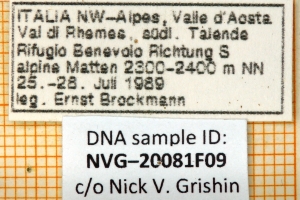 ITALIA NW-Alpes, Valle d'Aosta
Val di Rhemes, südl. Talende
Rifugio Benevolo Richtung S
alpine Matten 2300-2400 m NN
25.-28. Juli 1989
leg. Ernst Brockmann
DNA sample ID:
NVG-20081F09
c/o Nick V. Grishin